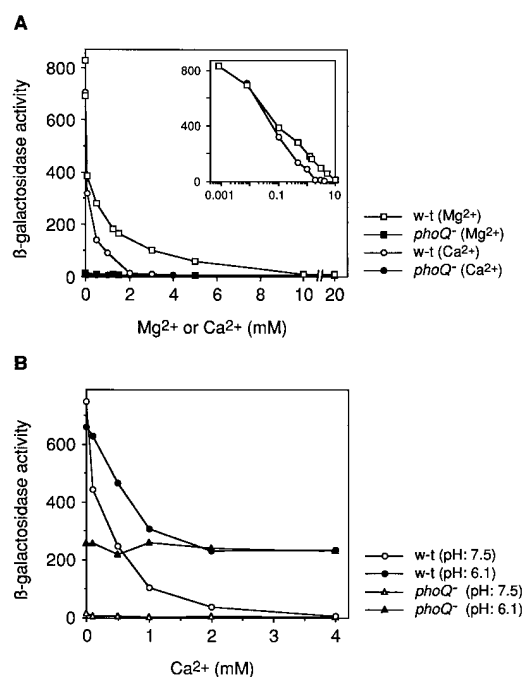 A
β-galactosidase activity
800
600
400
200
0
800
400
0
0.001
0.1
1.0
10
0
2
4
6
8
10
20
Mg2+ or Ca2+ (mM)
w-t (Mg2+)
phoQ- (Mg2+)
w-t (Ca2+)
phoQ- (Ca2+)
B
β-galactosidase activity
600
400
200
0
0
1
2
3
4
Ca2+ (mM)
w-t (pH: 7.5)
w-t (pH: 6.1)
phoQ- (pH: 7.5)
phoQ- (pH: 6.1)